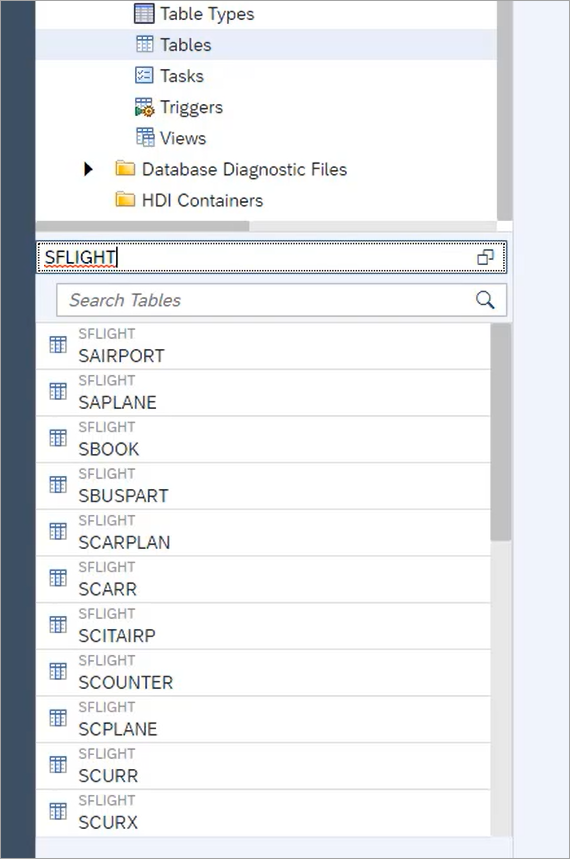 Table Types
Tables
Tasks
Triggers
Views
Database Diagnostic Files
HDI Containers
SFLIGHT
Search Tables
SFLIGHT
SAIRPORT
SFLIGHT
SAPLANE
SFLIGHT
SBOOK
SFLIGHT
SBUSPART
SFLIGHT
SCARPLAN
SFLIGHT
SCARR
SFLIGHT
SCITAIRP
SFLIGHT
SCOUNTER
SFLIGHT
SCPLANE
SFLIGHT
SCURR
SFLIGHT
SCURX